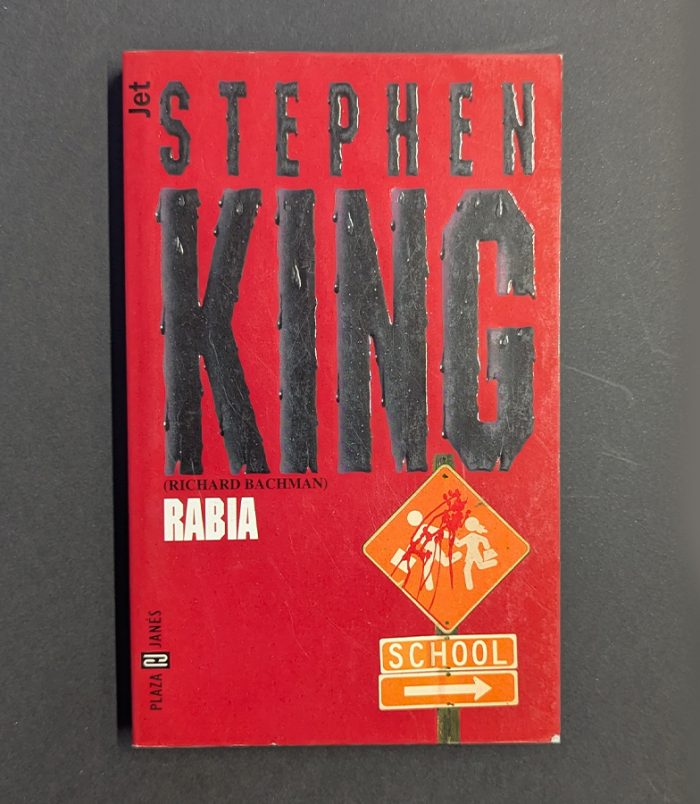 Jet
STEPHEN
KING
(RICHARD BACHMAN)
RABIA
SCHOOL
PLAZA JANÉS